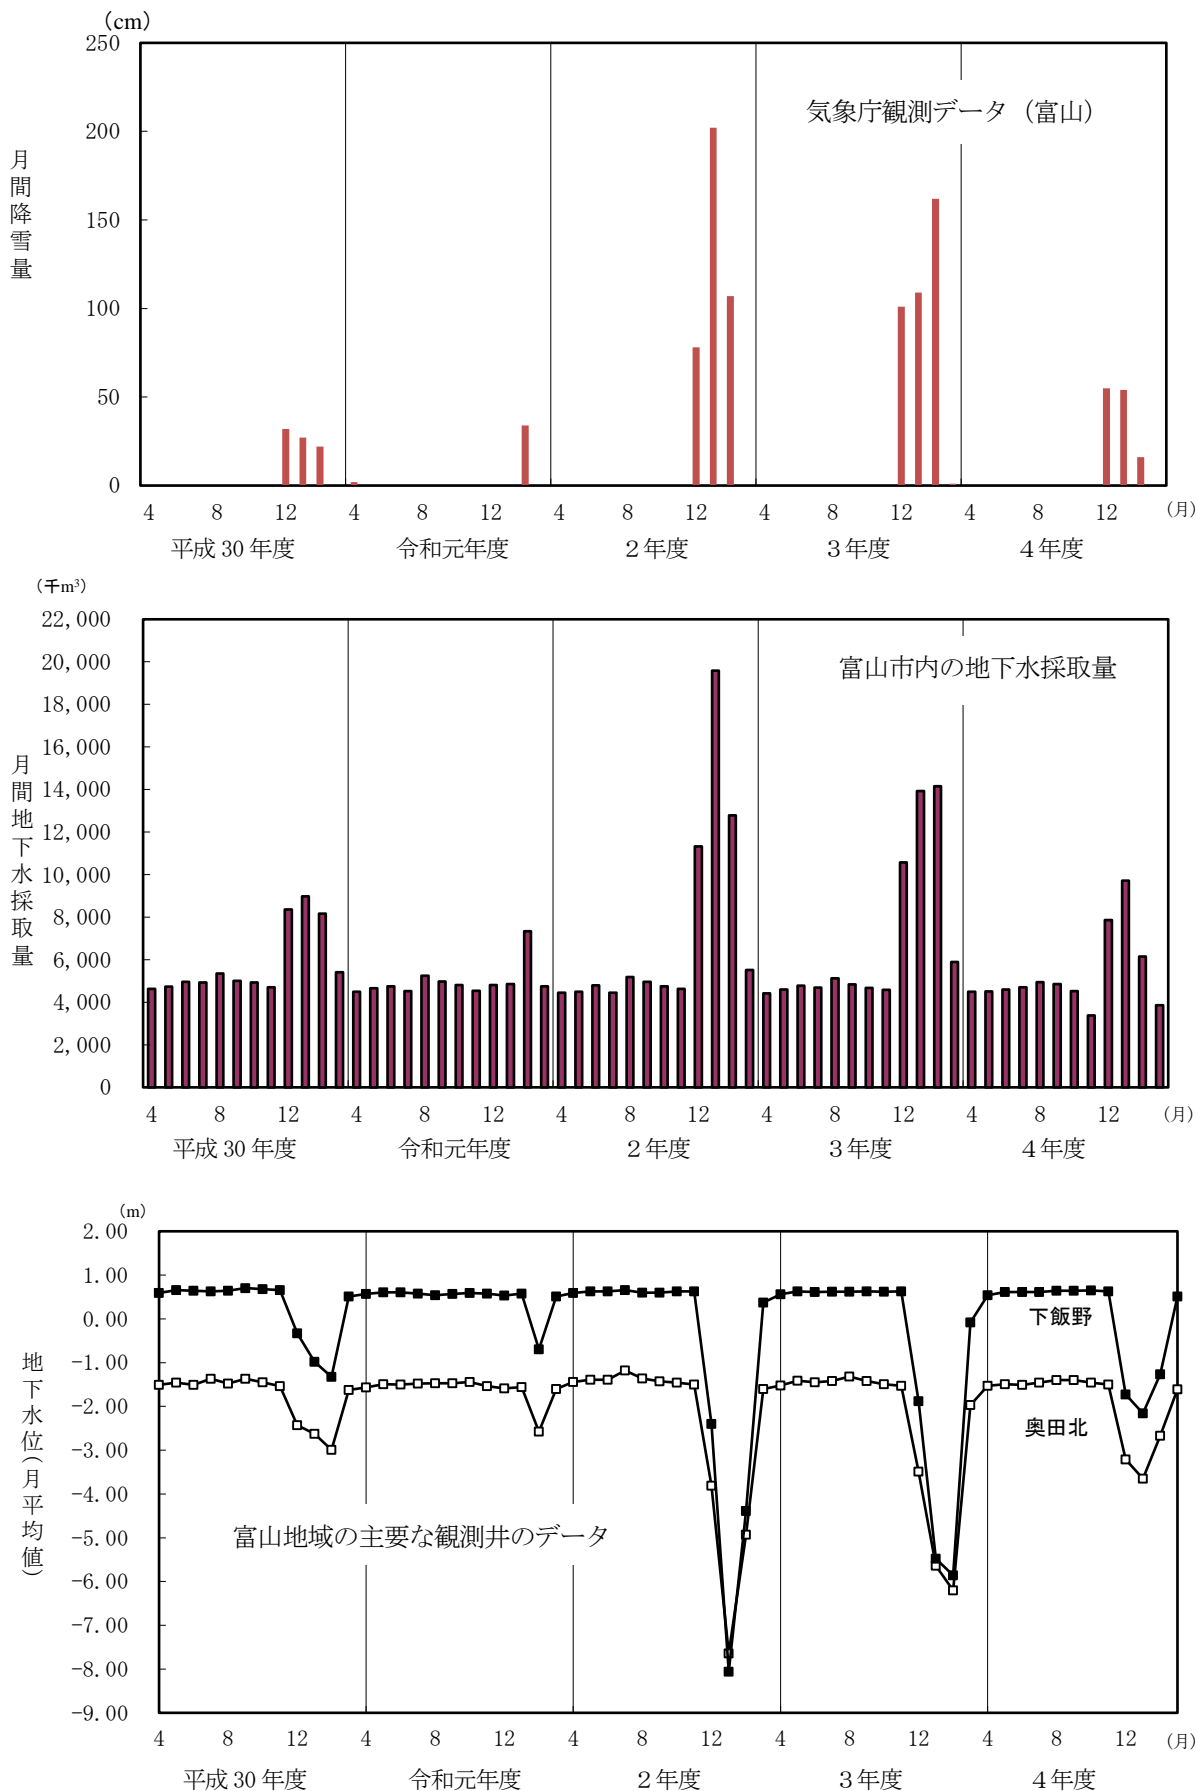 （cm）
250
200
150
100
50
0
月間降雪量
気象庁観測データ（富山）
4 8 12 4 8 12 4 8 12 4 8 12 4 8 12 (月)
平成 30 年度 令和元年度 ２年度 ３年度 ４年度
（千m³）
22,000
20,000
18,000
16,000
14,000
12,000
10,000
8,000
6,000
4,000
2,000
0
月間地下水採取量
富山市内の地下水採取量
4 8 12 4 8 12 4 8 12 4 8 12 4 8 12 (月)
平成 30 年度 令和元年度 ２年度 ３年度 ４年度
（m）
2.00
1.00
0.00
-1.00
-2.00
-3.00
-4.00
-5.00
-6.00
-7.00
-8.00
-9.00
地下水位（月平均値）
下飯野
奥田北
富山地域の主要な観測井のデータ
4 8 12 4 8 12 4 8 12 4 8 12 4 8 12 (月)
平成 30 年度 令和元年度 ２年度 ３年度 ４年度